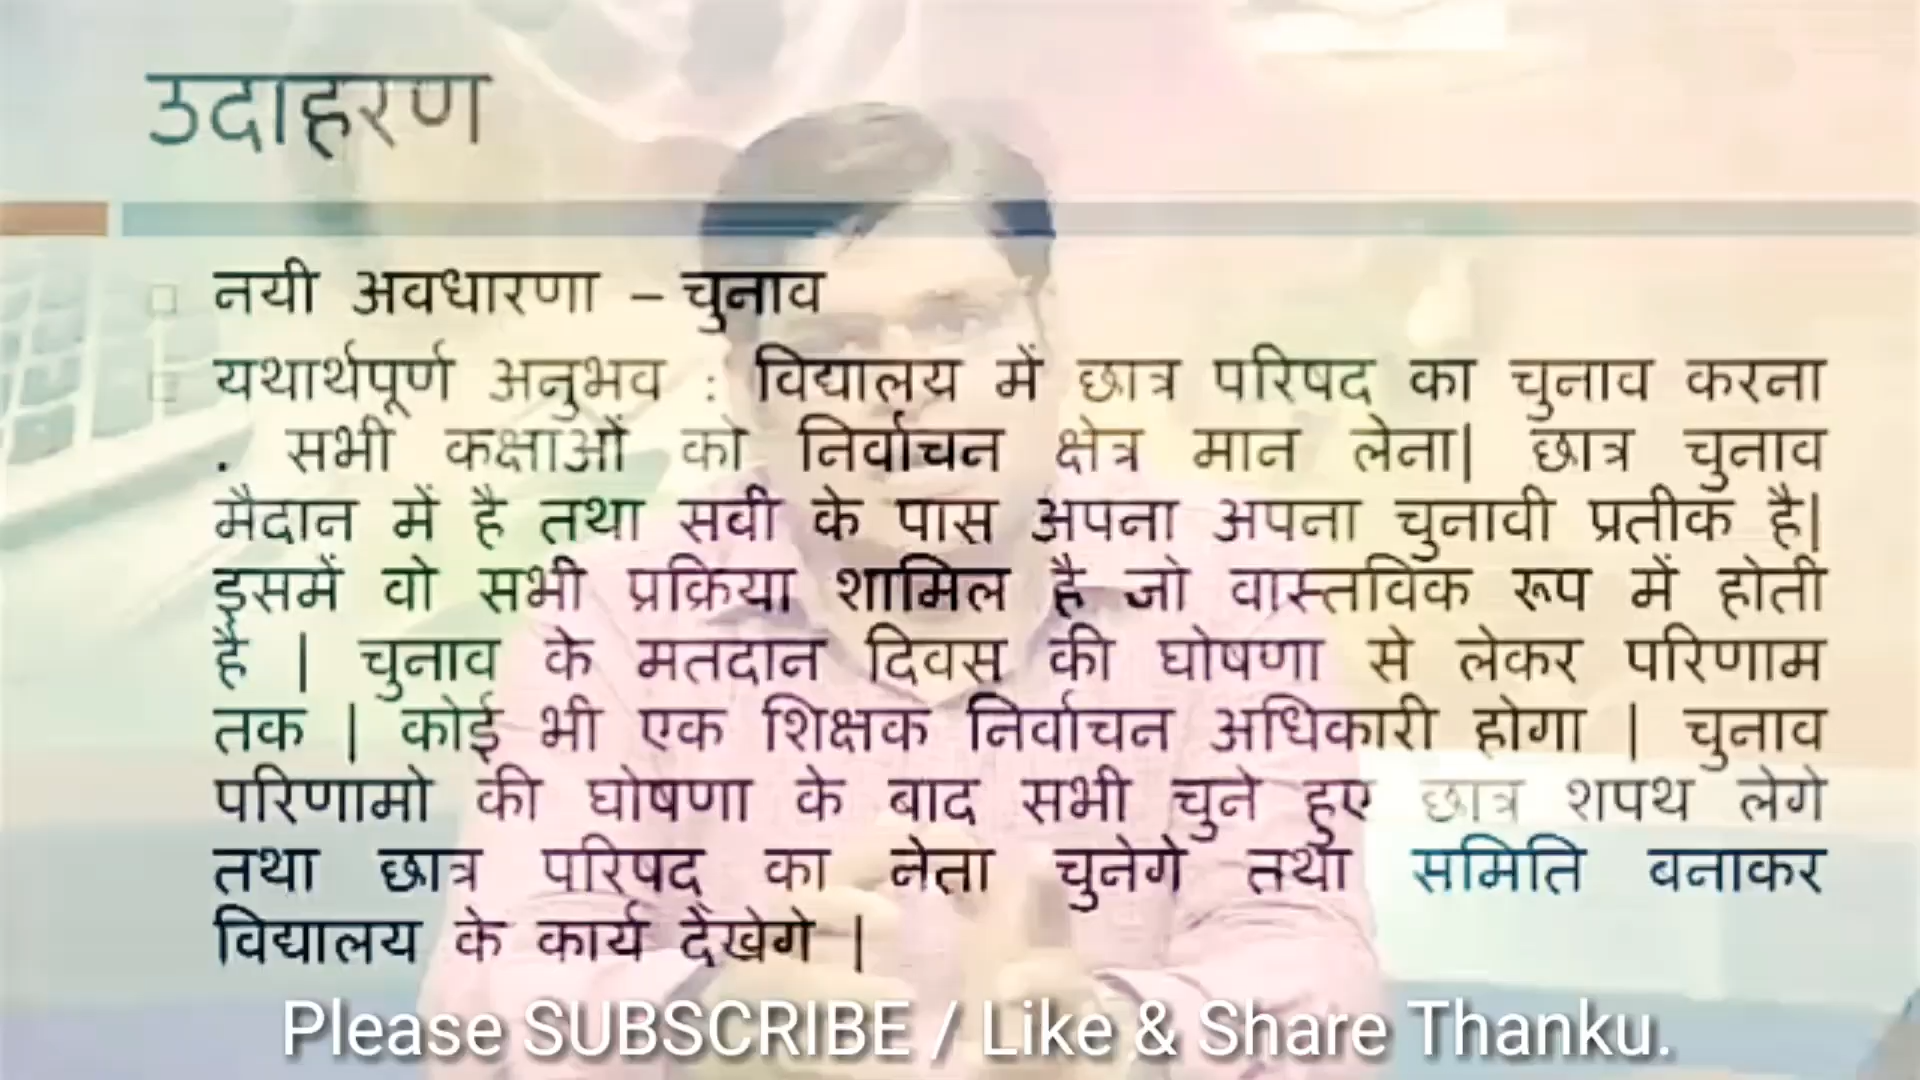 उदाहरण
नयी अवधारणा – चुनाव
यथार्थपूर्ण अनुभव : विद्यालय में छात्र परिषद का चुनाव करना
. सभी कक्षाओं को निर्वाचन क्षेत्र मान लेना| छात्र चुनाव
मैदान में है तथा सवी के पास अपना अपना चुनावी प्रतीक है|
इसमें वो सभी प्रक्रिया शामिल है जो वास्तविक रूप में होती
है | चुनाव के मतदान दिवस की घोषणा से लेकर परिणाम
तक | कोई भी एक शिक्षक निर्वाचन अधिकारी होगा | चुनाव
परिणामो की घोषणा के बाद सभी चुने हुए छात्र शपथ लेगे
तथा छात्र परिषद् का नेता चुनेगे तथा समिति वनाकर
विद्यालय के कार्य देखेगे |
Please SUBSCRIBE / Like & Share Thanku.